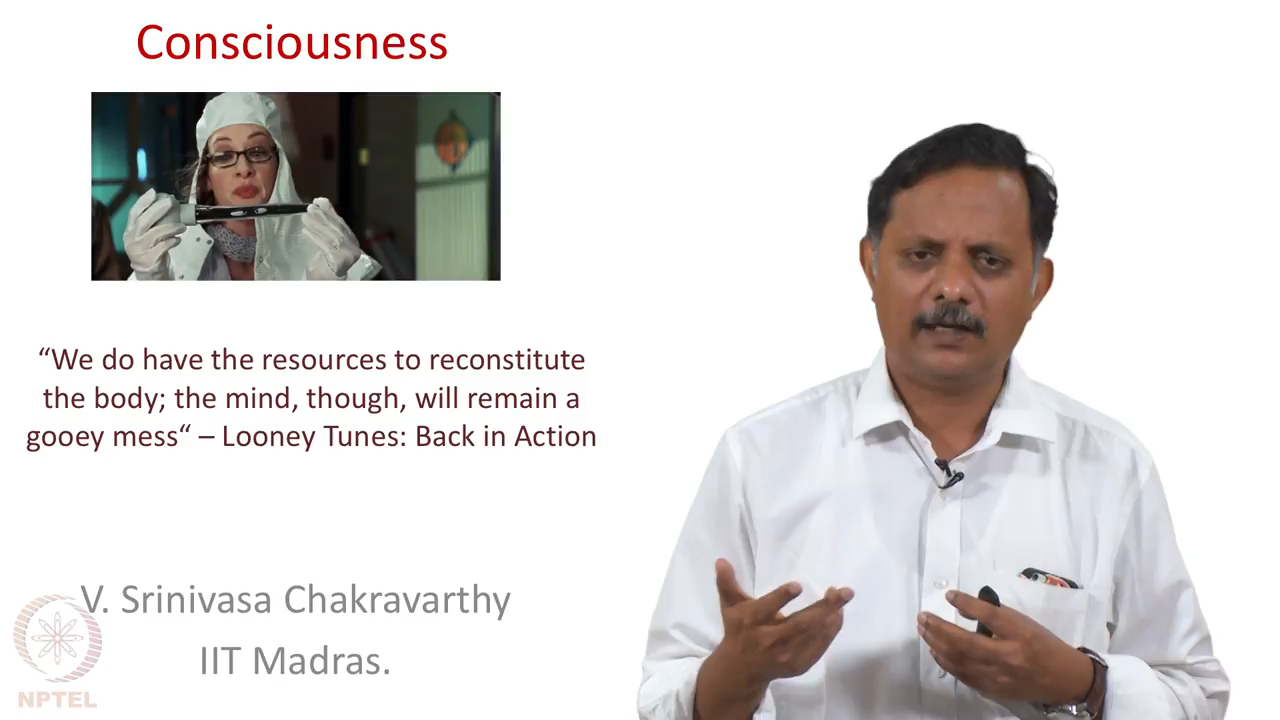 Consciousness
“We do have the resources to reconstitute
the body; the mind, though, will remain a
gooey mess“ – Looney Tunes: Back in Action
V. Srinivasa Chakravarthy
IIT Madras.
NPTEL